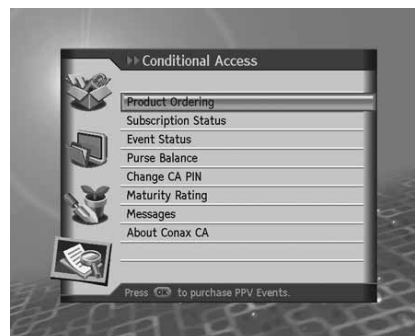 Conditional Access
Product Ordering
Subscription Status
Event Status
Purse Balance
Change CA PIN
Maturity Rating
Messages
About Conax CA
Press OK to purchase PPV Events.